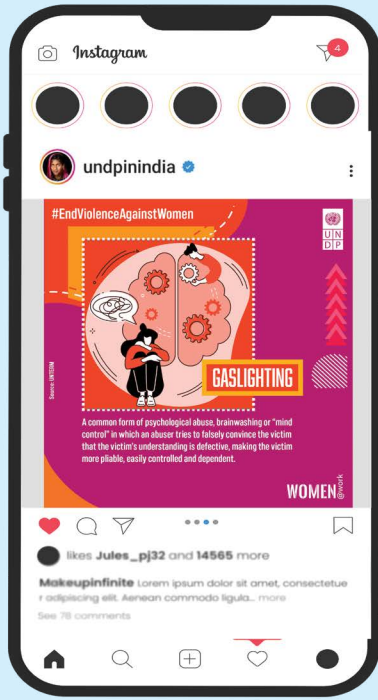 Instagram
4
undpinindia
#EndViolenceAgainstWomen
U N
D P
Source: UNTERM
GASLIGHTING
A common form of psychological abuse, brainwashing or "mind
control" in which an abuser tries to falsely convince the victim
that the victim's understanding is defective, making the victim
more pliable, easily controlled and dependent.
WOMEN@work
likes Jules_pj32 and 14565 more
Makeupinfinite Lorem ipsum dolor sit amet, consectetue
r adipiscing elit. Aenean commodo ligula... more
See 78 comments